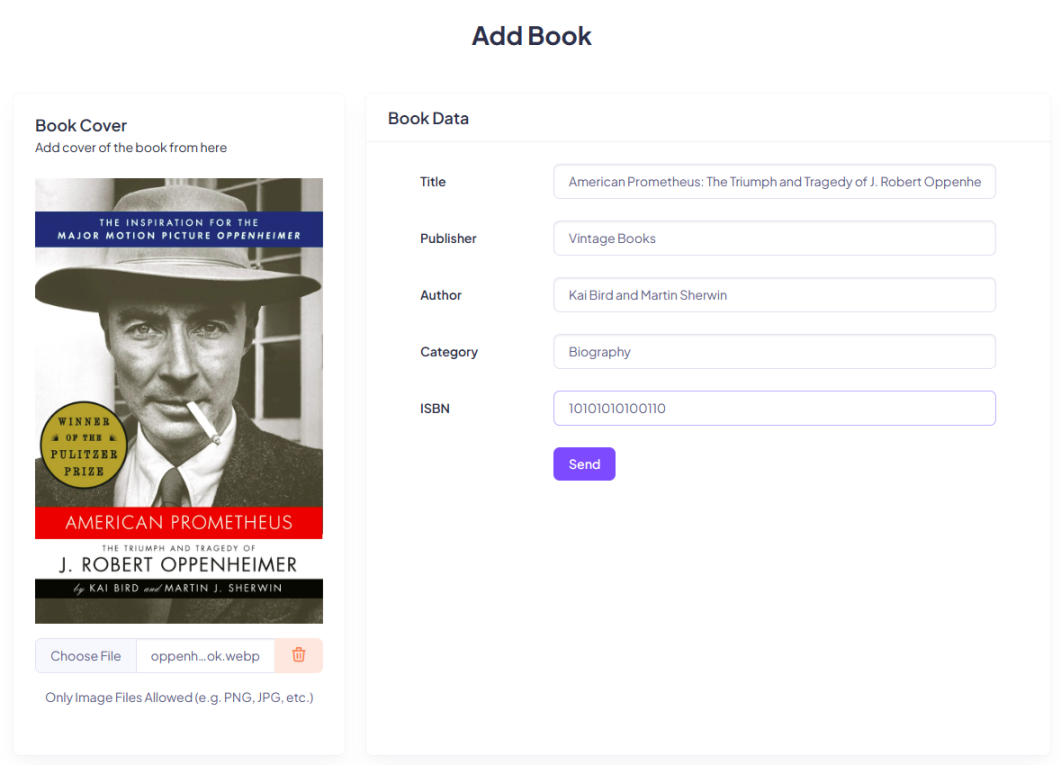 Add Book
Book Cover
Add cover of the book from here
THE INSPIRATION FOR THE
MAJOR MOTION PICTURE OPPENHEIMER
WINNER
OF THE
PULITZER
PRIZE
AMERICAN PROMETHEUS
THE TRIUMPH AND TRAGEDY OF
J. ROBERT OPPENHEIMER
by KAI BIRD and MARTIN J. SHERWIN
Choose File oppenh...ok.webp
Only Image Files Allowed (e.g. PNG, JPG, etc.)
Book Data
Title American Prometheus: The Triumph and Tragedy of J. Robert Oppenhe
Publisher Vintage Books
Author Kai Bird and Martin Sherwin
Category Biography
ISBN 10101010100110
Send